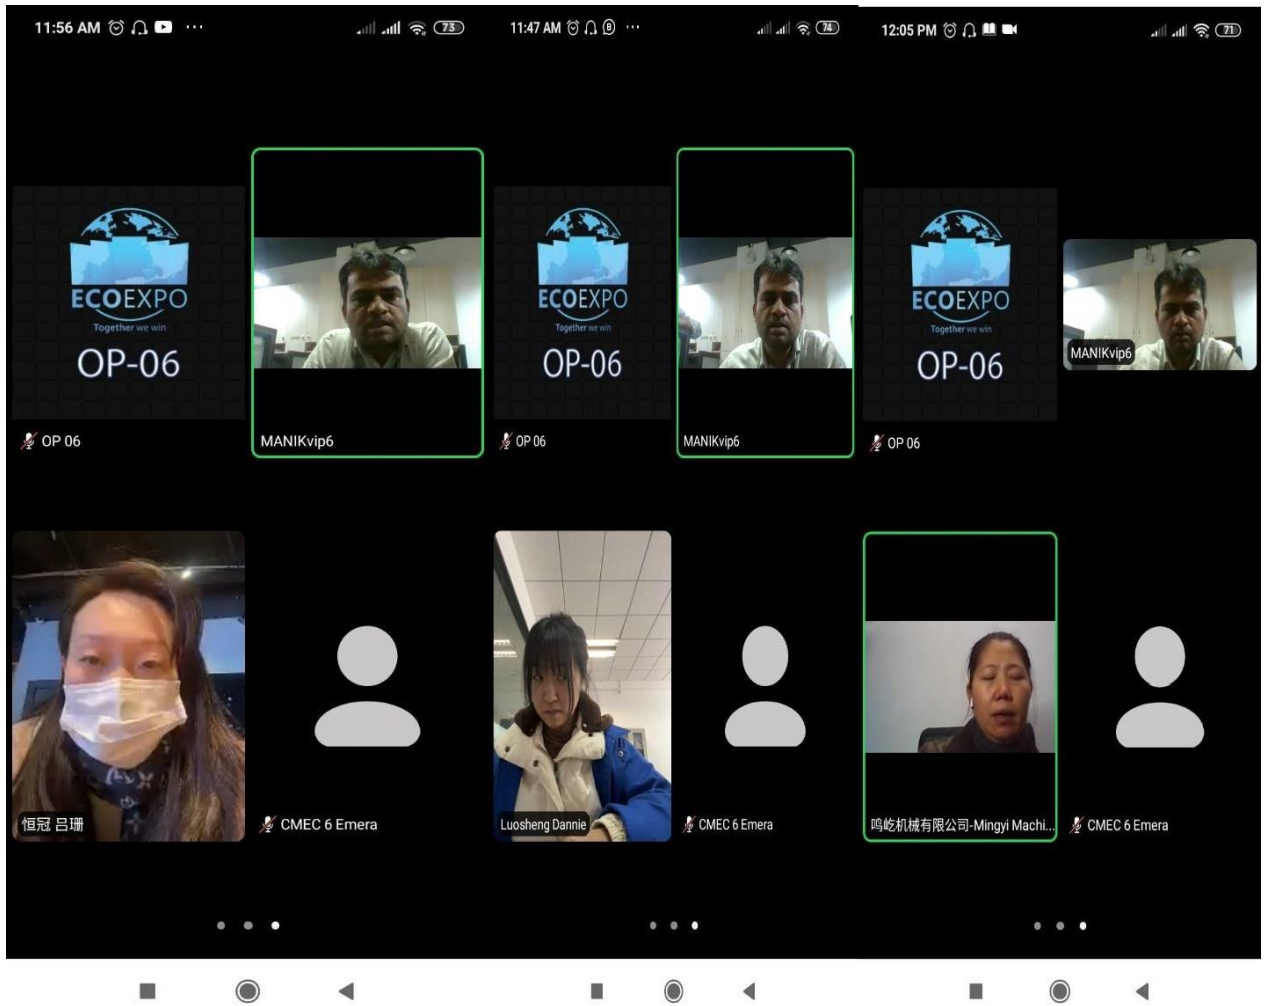 11:56 AM
73
ECOEXPO
Together we win
OP-06
OP 06
MANIKvip6
恒冠 吕珊
CMEC 6 Emera
11:47 AM
74
ECOEXPO
Together we win
OP-06
OP 06
MANIKvip6
Luosheng Dannie
CMEC 6 Emera
12:05 PM
71
ECOEXPO
Together we win
OP-06
OP 06
MANIKvip6
鸣屹机械有限公司-Mingyi Machi...
CMEC 6 Emera